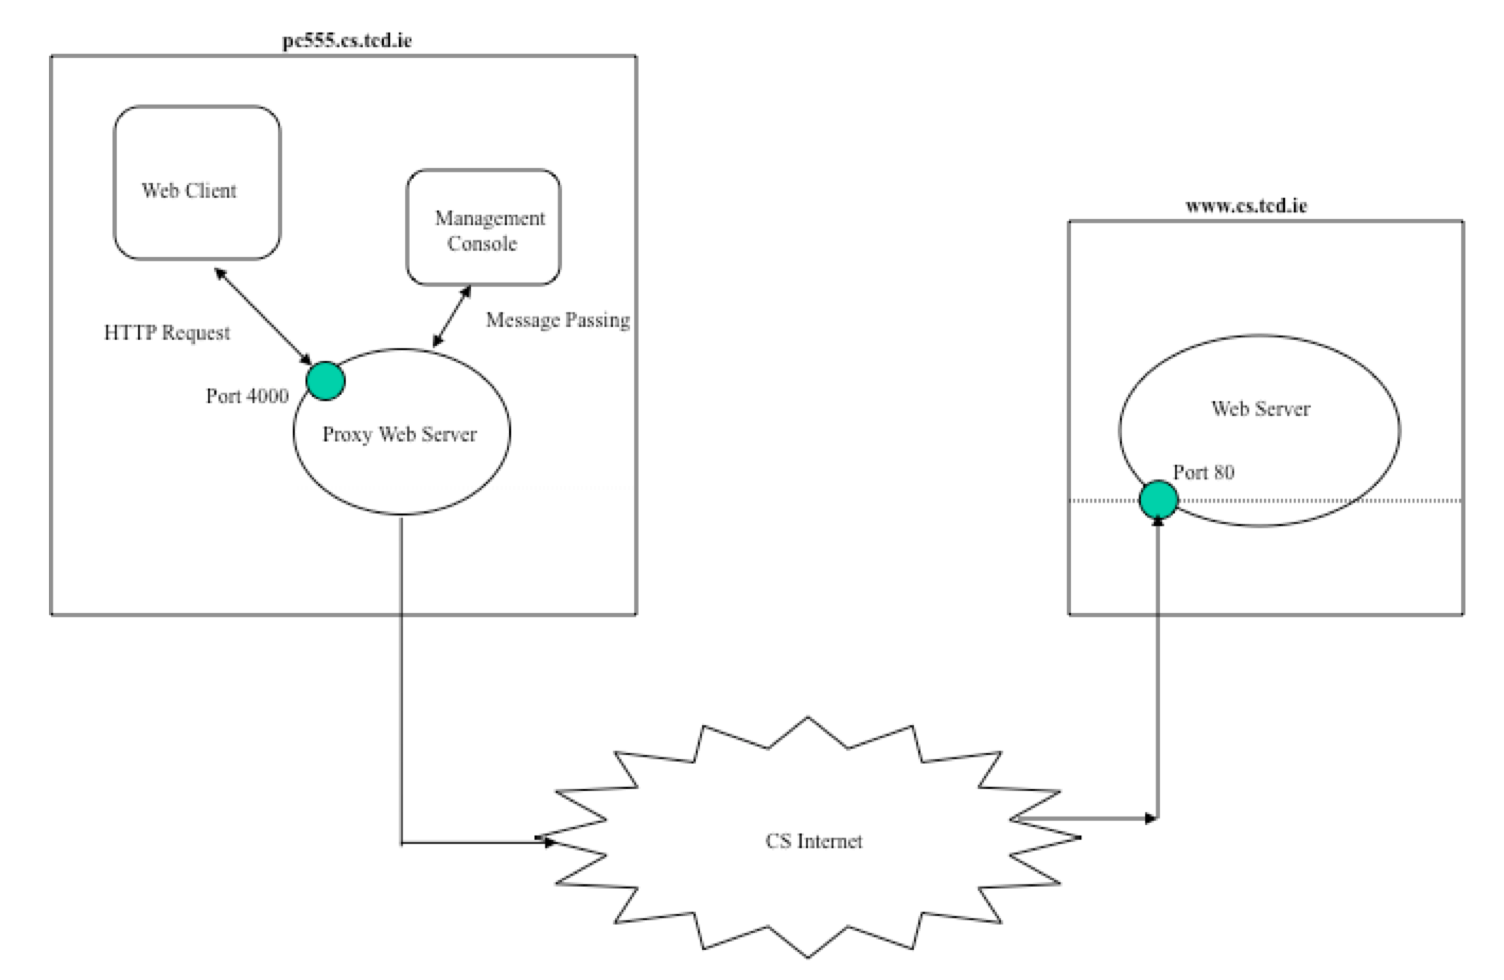 pc555.cs.tcd.ie
Web Client
Management
Console
HTTP Request
Message Passing
Port 4000
Proxy Web Server
www.cs.tcd.ie
Web Server
Port 80
CS Internet